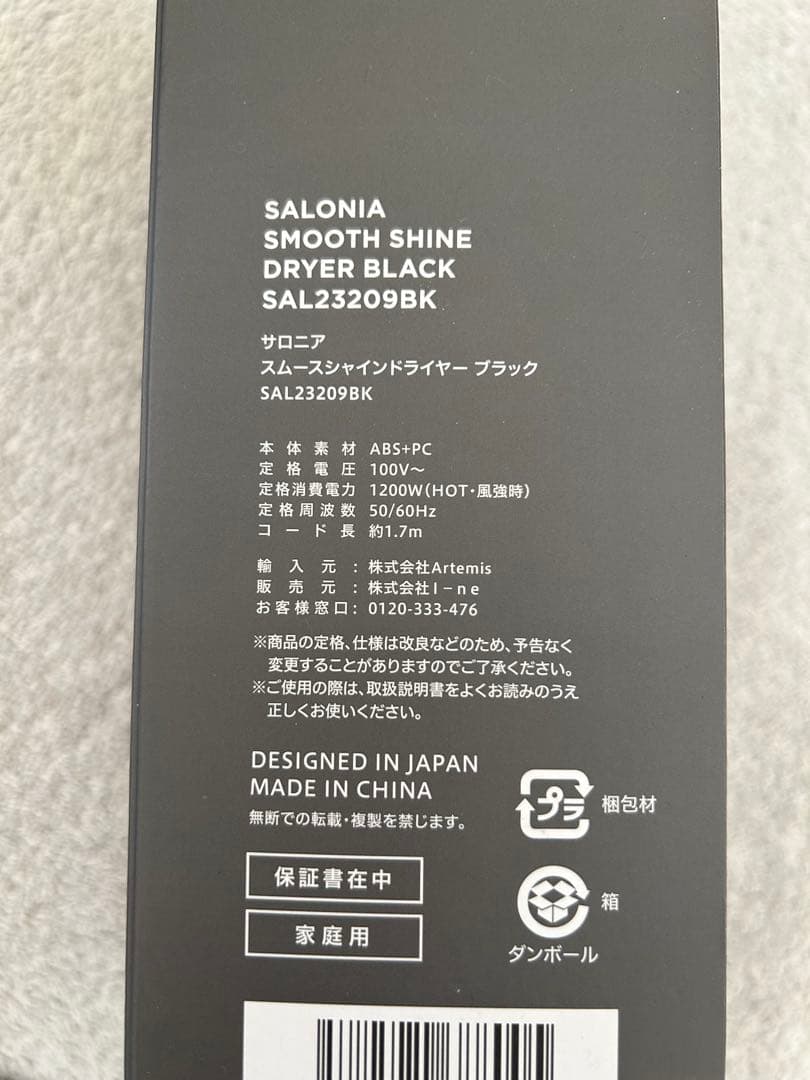 SALONIA
SMOOTH SHINE
DRYER BLACK
SAL23209BK
サロニア
スムースシャインドライヤー ブラック
SAL23209BK
本体素材 ABS+PC
定格電圧 100V〜
定格消費電力 1200W(HOT・風強時)
定格周波数 50/60Hz
コード長 約1.7m
輸入元:株式会社Artemis
販売元:株式会社I-ne
お客様窓口:0120-333-476
※商品の定格、仕様は改良などのため、予告なく
変更することがありますのでご了承ください。
※ご使用の際は、取扱説明書をよくお読みのうえ
正しくお使いください。
DESIGNED IN JAPAN
MADE IN CHINA
無断での転載・複製を禁じます。
プラ 梱包材
保証書在中
箱
家庭用
ダンボール